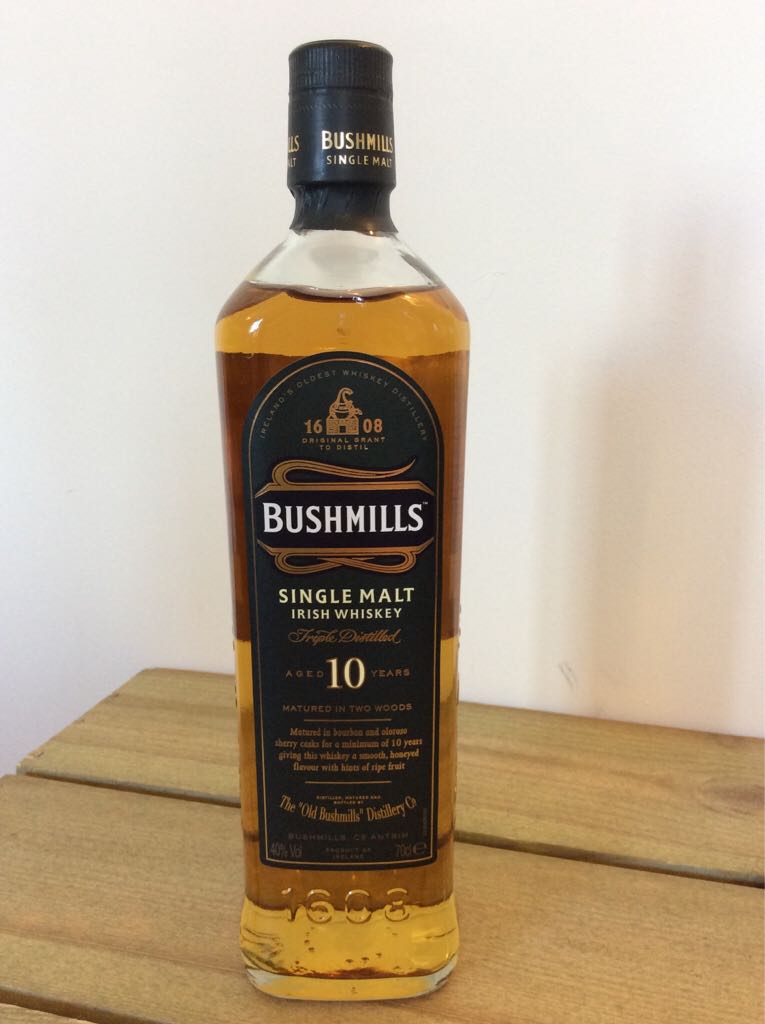 LLS BUSHMILLS
ALT SINGLE MALT
IRELAND'S OLDEST WHISKEY DISTILLERY
16 08
ORIGINAL GRANT
TO DISTIL
BUSHMILLS™
SINGLE MALT
IRISH WHISKEY
Triple Distilled
AGED 10 YEARS
MATURED IN TWO WOODS
Matured in bourbon and oloroso
sherry casks for a minimum of 10 years
giving this whiskey a smooth, honeyed
flavour with hints of ripe fruit
DISTILLED, MATURED AND
BOTTLED BY
The "Old Bushmills" Distillery Co
BUSHMILLS, CO ANTRIM
40% Vol PRODUCT OF 70cl ℮
IRELAND
1608